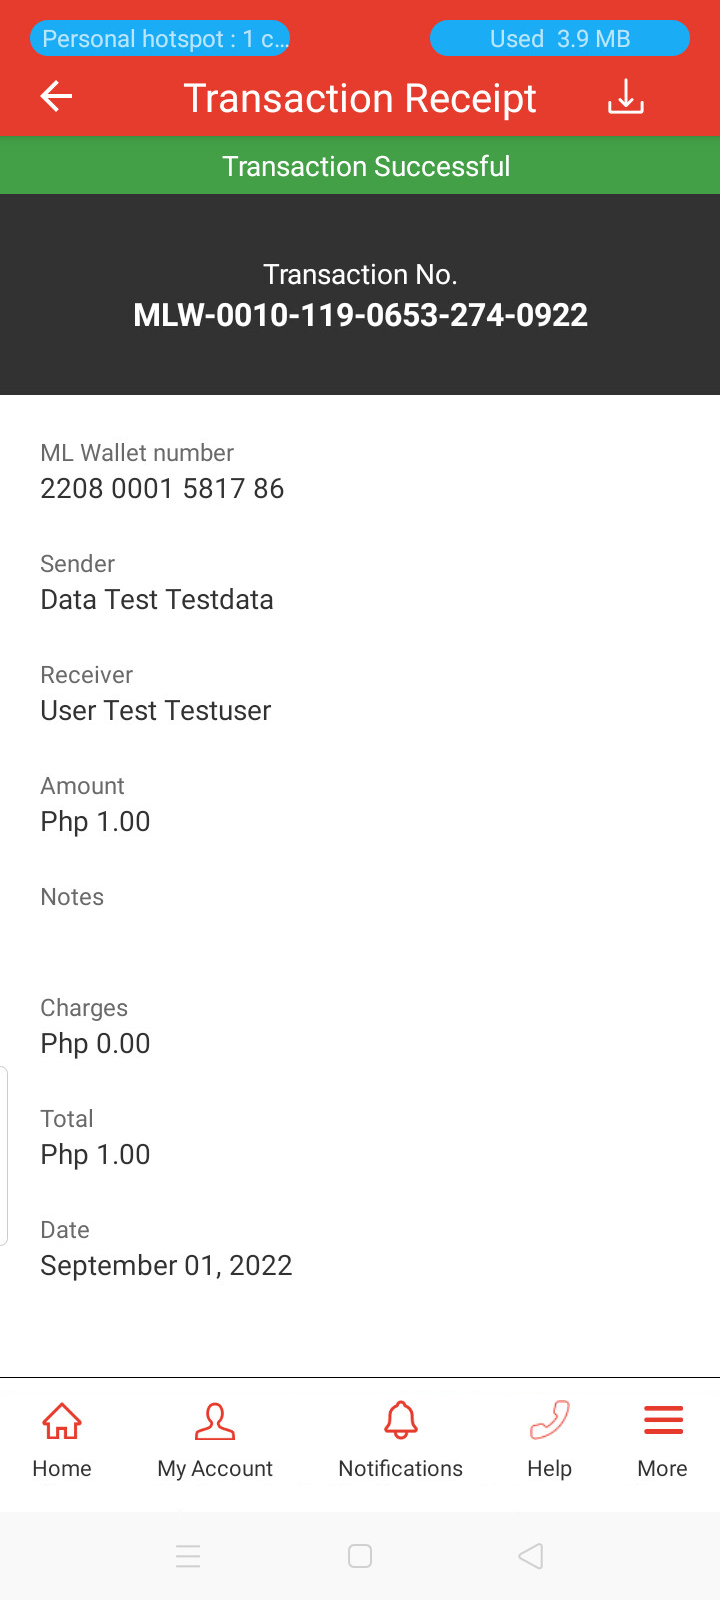 Personal hotspot : 1 c...
Used 3.9 MB
Transaction Receipt
Transaction Successful
Transaction No.
MLW-0010-119-0653-274-0922
ML Wallet number
2208 0001 5817 86
Sender
Data Test Testdata
Receiver
User Test Testuser
Amount
Php 1.00
Notes
Charges
Php 0.00
Total
Php 1.00
Date
September 01, 2022
Home
My Account
Notifications
Help
More